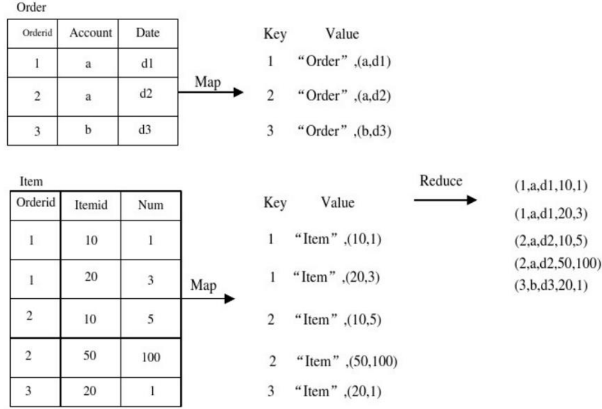 Order
Orderid Account Date
1 a d1
2 a d2
3 b d3
Map
Key Value
1 “Order” ,(a,d1)
2 “Order” ,(a,d2)
3 “Order” ,(b,d3)
Item
Orderid Itemid Num
1 10 1
1 20 3
2 10 5
2 50 100
3 20 1
Map
Key Value
1 “Item” ,(10,1)
1 “Item” ,(20,3)
2 “Item” ,(10,5)
2 “Item” ,(50,100)
3 “Item” ,(20,1)
Reduce
(1,a,d1,10,1)
(1,a,d1,20,3)
(2,a,d2,10,5)
(2,a,d2,50,100)
(3,b,d3,20,1)